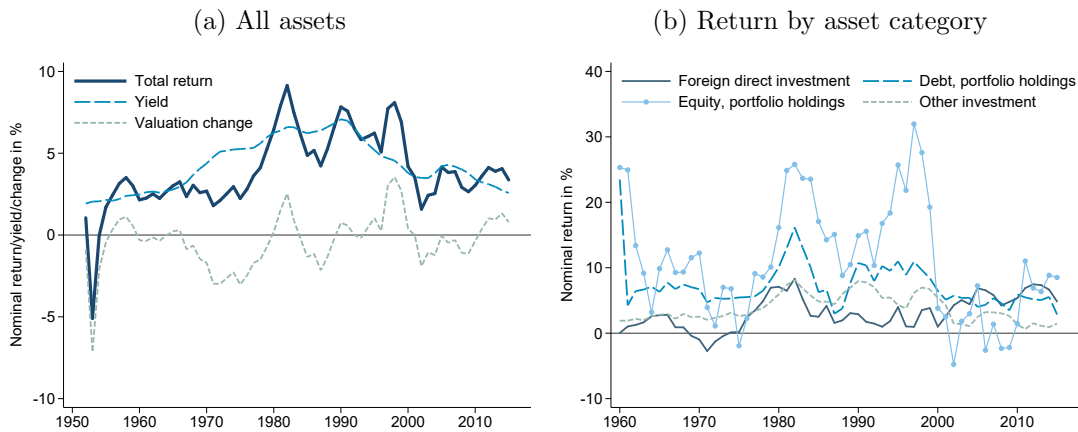 (a) All assets
Nominal return/yield/change in %
10
5
0
-5
-10
Total return
Yield
Valuation change
1950 1960 1970 1980 1990 2000 2010
(b) Return by asset category
Nominal return in %
40
30
20
10
0
-10
Foreign direct investment
Equity, portfolio holdings
Debt, portfolio holdings
Other investment
1960 1970 1980 1990 2000 2010